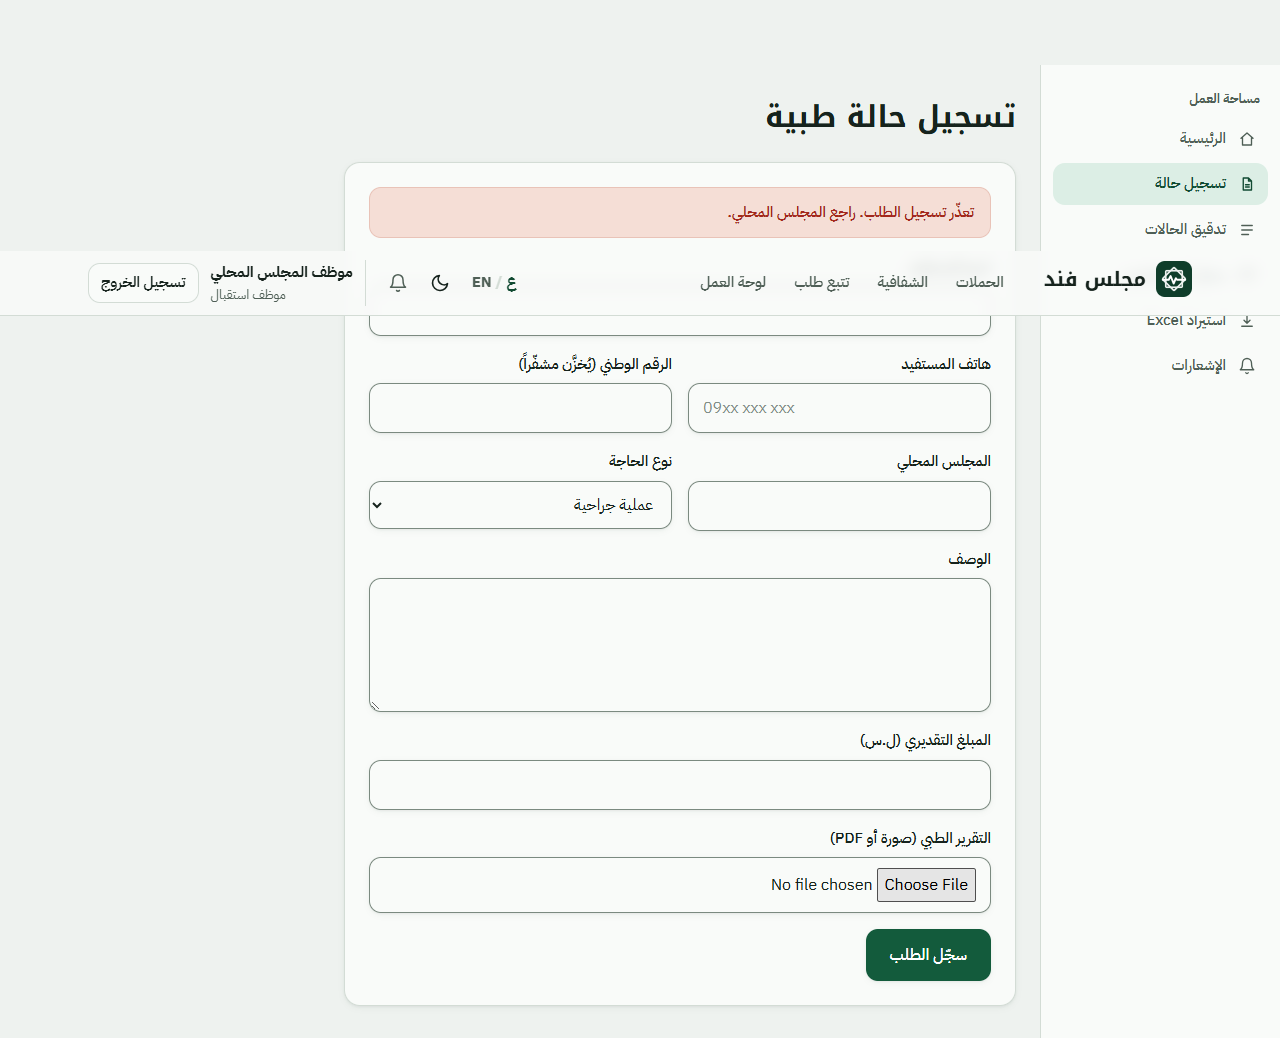 مساحة العمل
الرئيسية
تسجيل حالة
تدقيق الحالات
استيراد Excel
الإشعارات
تسجيل حالة طبية
تعذّر تسجيل الطلب. راجع المجلس المحلي.
مجلس فند
الحملات
الشفافية
تتبع طلب
لوحة العمل
ع / EN
موظف المجلس المحلي
موظف استقبال
تسجيل الخروج
هاتف المستفيد
09xx xxx xxx
الرقم الوطني (يُخزَّن مشفّراً)
المجلس المحلي
نوع الحاجة
عملية جراحية
الوصف
المبلغ التقديري (ل.س)
التقرير الطبي (صورة أو PDF)
Choose File No file chosen
سجّل الطلب